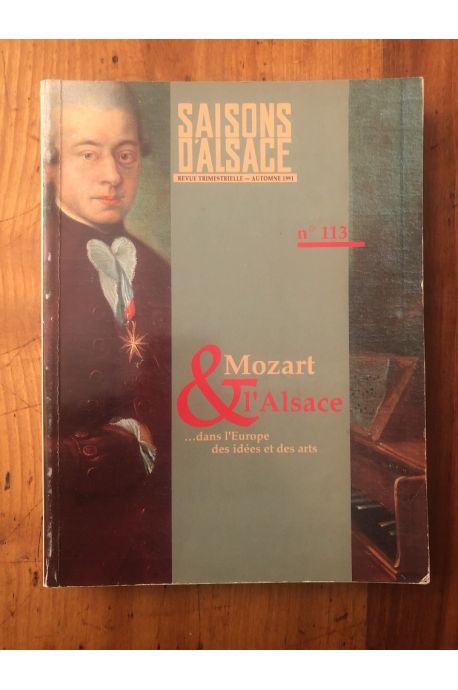 SAISONS
D'ALSACE
REVUE TRIMESTRIELLE — AUTOMNE 1991
n° 113
Mozart
& l'Alsace
...dans l'Europe
des idées et des arts